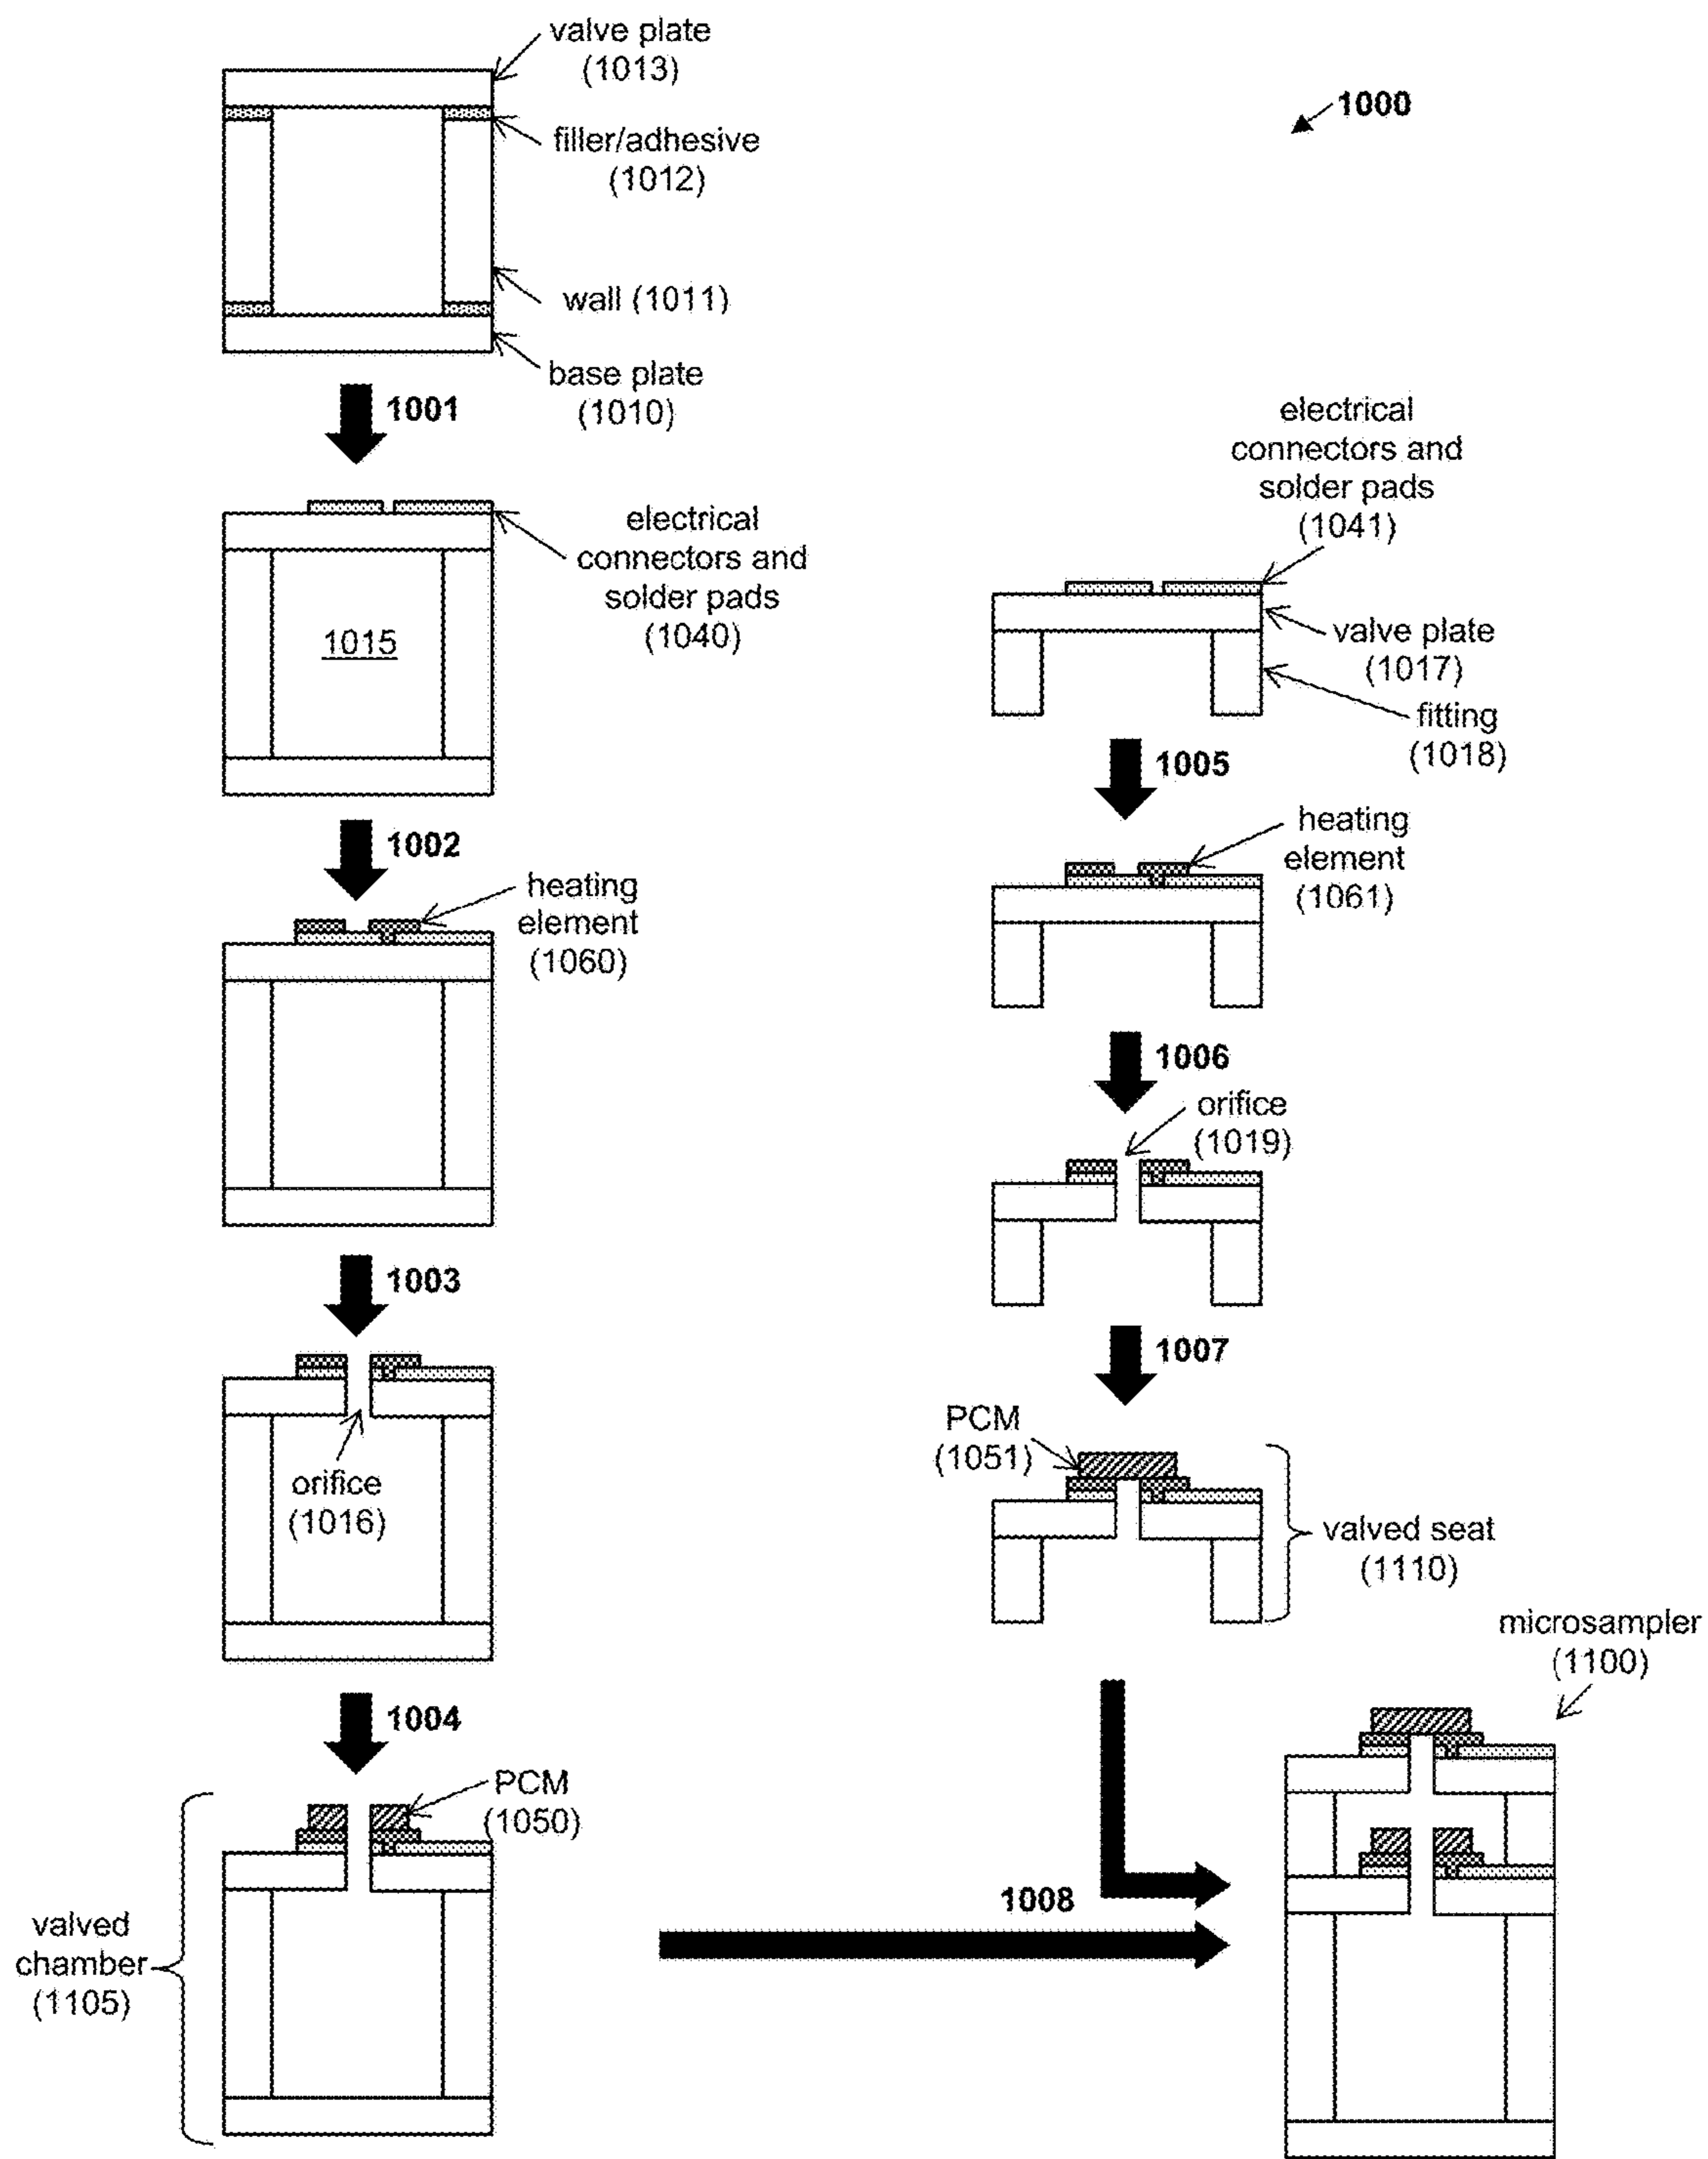 valve plate
(1013)
1000
filler/adhesive
(1012)
wall (1011)
base plate
(1010)
1001
electrical
connectors and
solder pads
(1040)
1015
1002
heating
element
(1060)
1003
orifice
(1016)
1004
PCM
(1050)
valved
chamber
(1105)
electrical
connectors and
solder pads
(1041)
valve plate
(1017)
fitting
(1018)
1005
heating
element
(1061)
1006
orifice
(1019)
1007
PCM
(1051)
valved seat
(1110)
microsampler
(1100)
1008